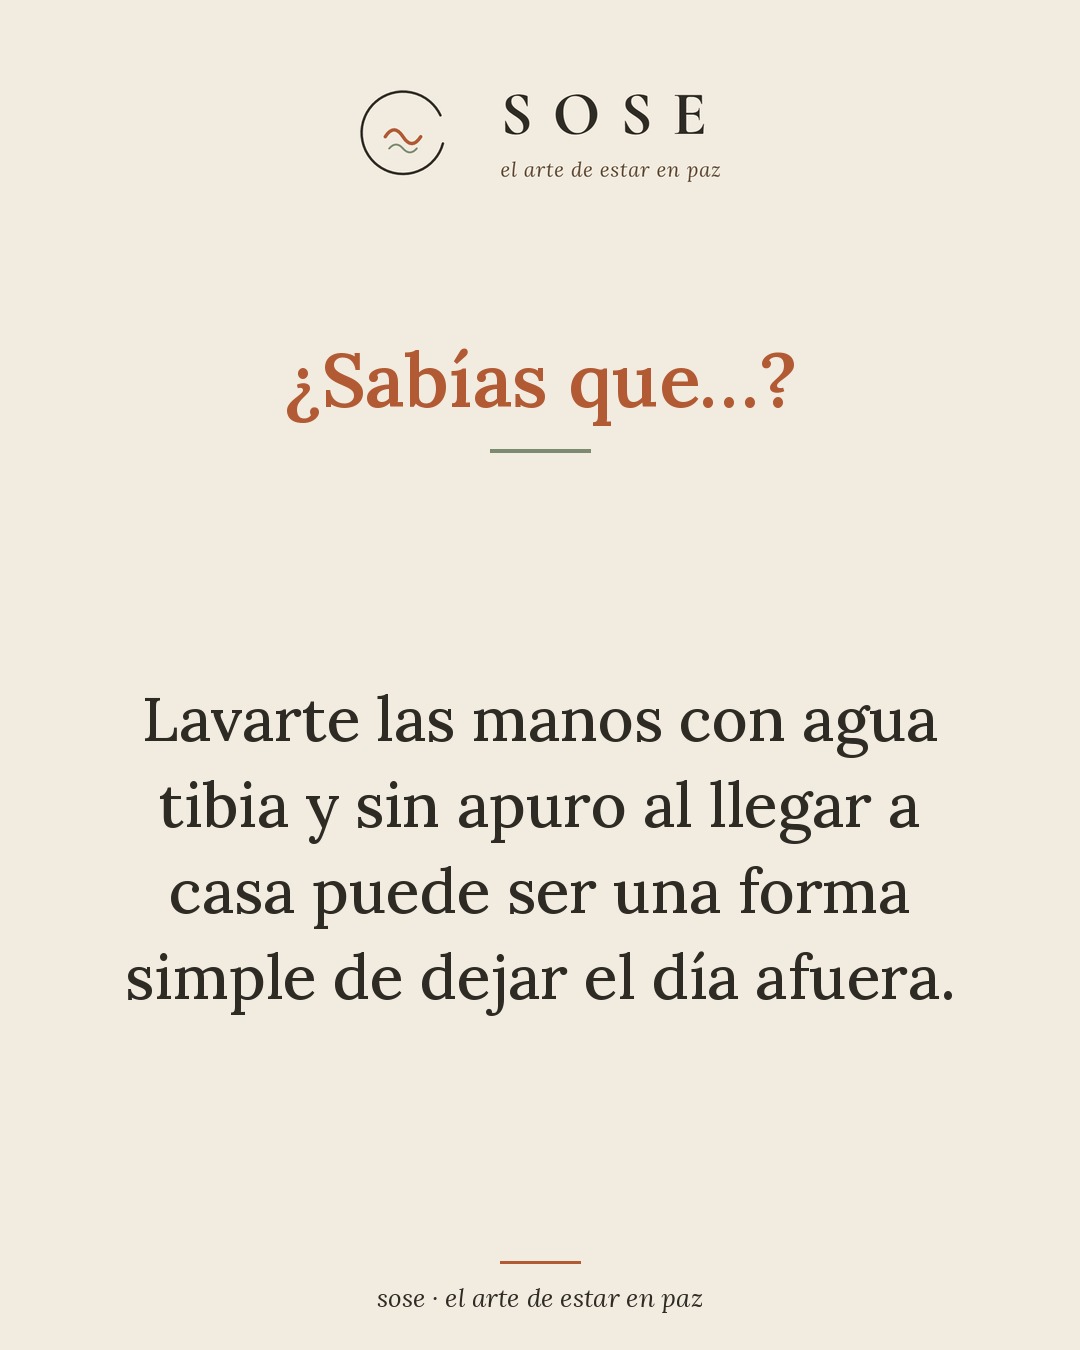 SOSE
el arte de estar en paz
¿Sabías que...?
Lavarte las manos con agua
tibia y sin apuro al llegar a
casa puede ser una forma
simple de dejar el día afuera.
sose · el arte de estar en paz